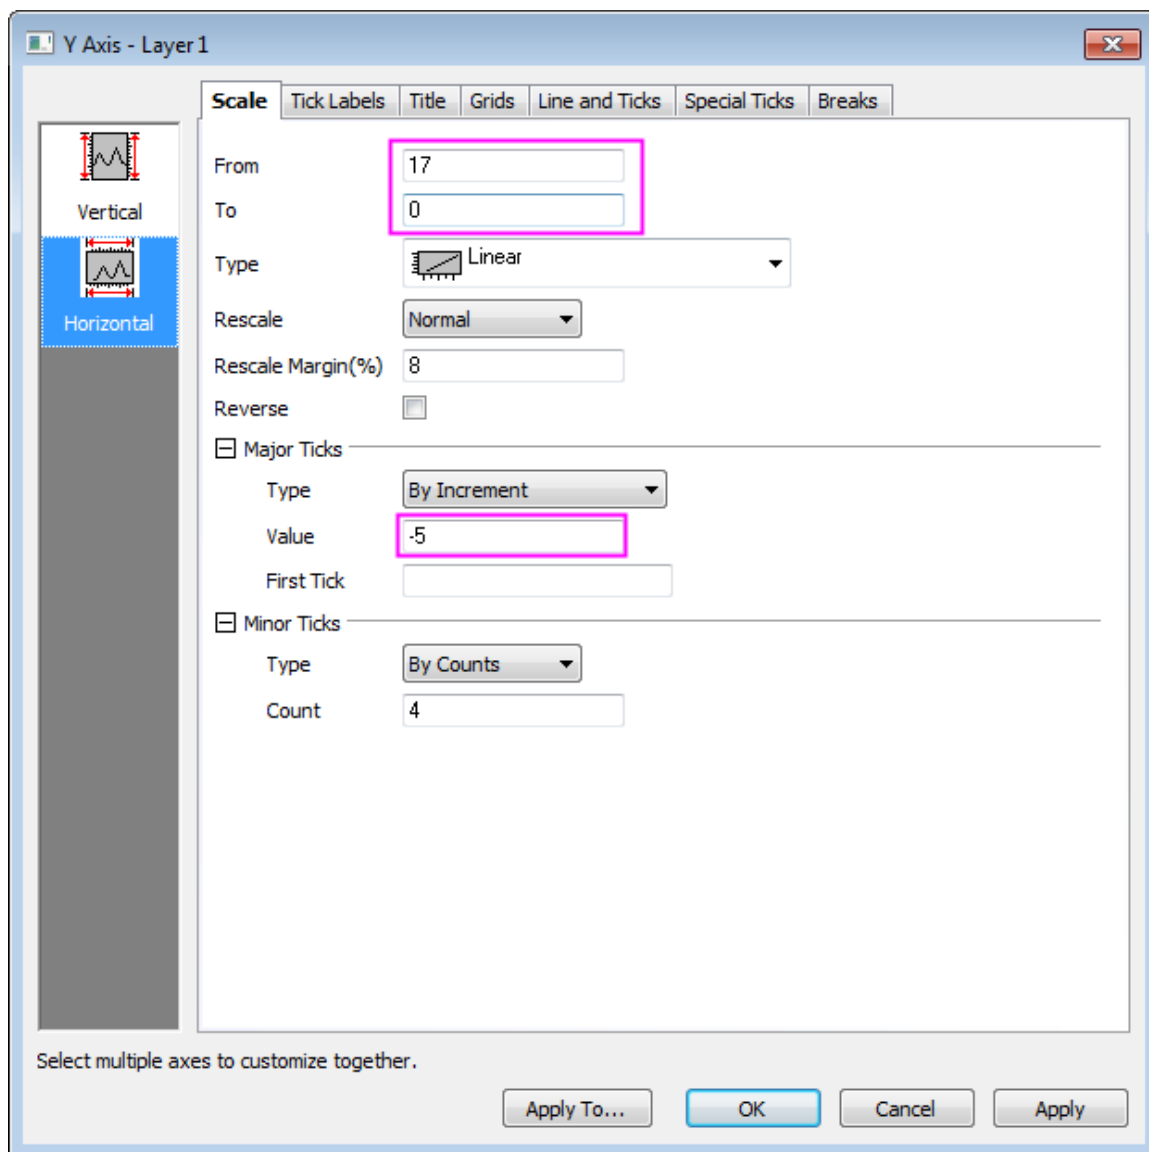 Y Axis - Layer 1
Scale Tick Labels Title Grids Line and Ticks Special Ticks Breaks
Vertical
Horizontal
From 17
To 0
Type Linear
Rescale Normal
Rescale Margin(%) 8
Reverse
Major Ticks
Type By Increment
Value -5
First Tick
Minor Ticks
Type By Counts
Count 4
Select multiple axes to customize together.
Apply To... OK Cancel Apply